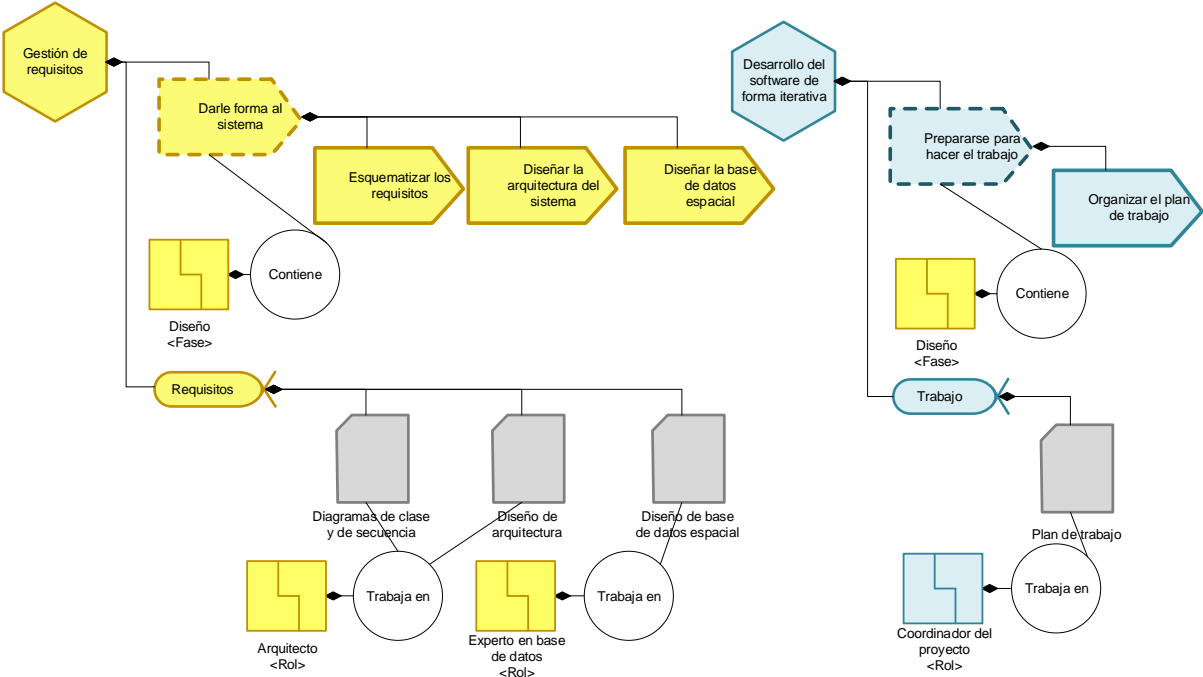 Gestión de
requisitos
Darle forma al
sistema
Esquematizar los
requisitos
Diseñar la
arquitectura del
sistema
Diseñar la base
de datos
espacial
Contiene
Diseño
<Fase>
Requisitos
Diagramas de clase
y de secuencia
Diseño de
arquitectura
Diseño de base
de datos espacial
Trabaja en
Arquitecto
<Rol>
Trabaja en
Experto en base
de datos
<Rol>
Desarrollo del
software de
forma iterativa
Prepararse para
hacer el trabajo
Organizar el plan
de trabajo
Contiene
Diseño
<Fase>
Trabajo
Plan de trabajo
Trabaja en
Coordinador del
proyecto
<Rol>